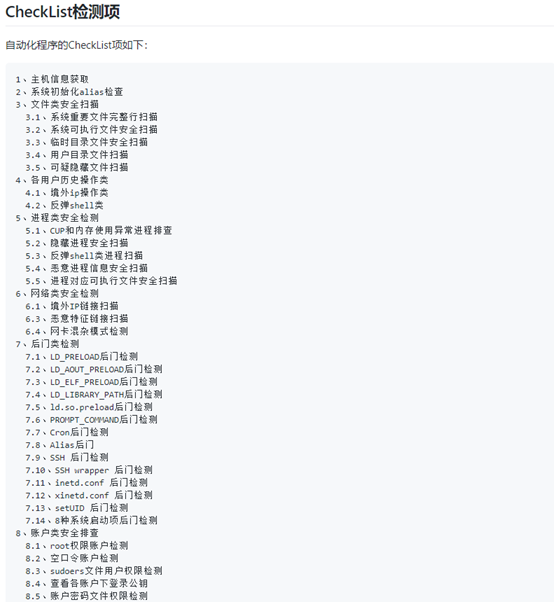 CheckList检测项
自动化程序的CheckList项如下：
1、主机信息获取
2、系统初始化alias检查
3、文件类安全扫描
3.1、系统重要文件完整行扫描
3.2、系统可执行文件安全扫描
3.3、临时目录文件安全扫描
3.4、用户目录文件扫描
3.5、可疑隐藏文件扫描
4、各用户历史操作类
4.1、境外ip操作类
4.2、反弹shell类
5、进程类安全检测
5.1、CUP和内存使用异常进程排查
5.2、隐藏进程安全扫描
5.3、反弹shell类进程扫描
5.4、恶意进程信息安全扫描
5.5、进程对应可执行文件安全扫描
6、网络类安全检测
6.1、境外IP链接扫描
6.3、恶意特征链接扫描
6.4、网卡混杂模式检测
7、后门类检测
7.1、LD_PRELOAD后门检测
7.2、LD_AOUT_PRELOAD后门检测
7.3、LD_ELF_PRELOAD后门检测
7.4、LD_LIBRARY_PATH后门检测
7.5、ld.so.preload后门检测
7.6、PROMPT_COMMAND后门检测
7.7、Cron后门检测
7.8、Alias后门
7.9、SSH 后门检测
7.10、SSH wrapper 后门检测
7.11、inetd.conf 后门检测
7.12、xinetd.conf 后门检测
7.13、setUID 后门检测
7.14、8种系统启动项后门检测
8、账户类安全排查
8.1、root权限账户检测
8.2、空口令账户检测
8.3、sudoers文件用户权限检测
8.4、查看各账户下登录公钥
8.5、账户密码文件权限检测